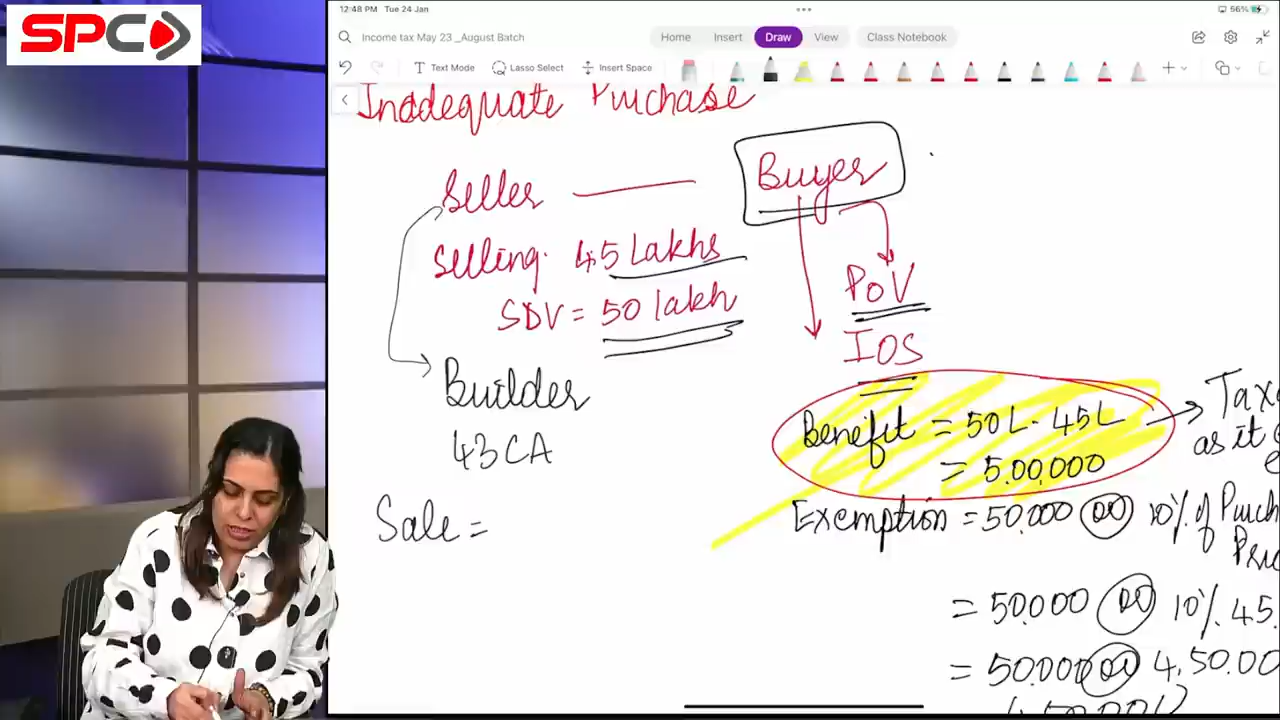 SPC
12:48 PM Tue 24 Jan
56%
Income tax May 23 _August Batch
Home Insert Draw View Class Notebook
Text Mode Lasso Select Insert Space
Inadequate Purchase
Seller
Buyer
Selling. 45 Lakhs
SDV = 50 lakh
PoV
IOS
Builder
43CA
Sale =
Benefit = 50L - 45L
= 5,00,000
as it
Exemption = 50,000 OR 10% of
= 50,000 OR 10%. 45
= 50,000 OR 4,50,00